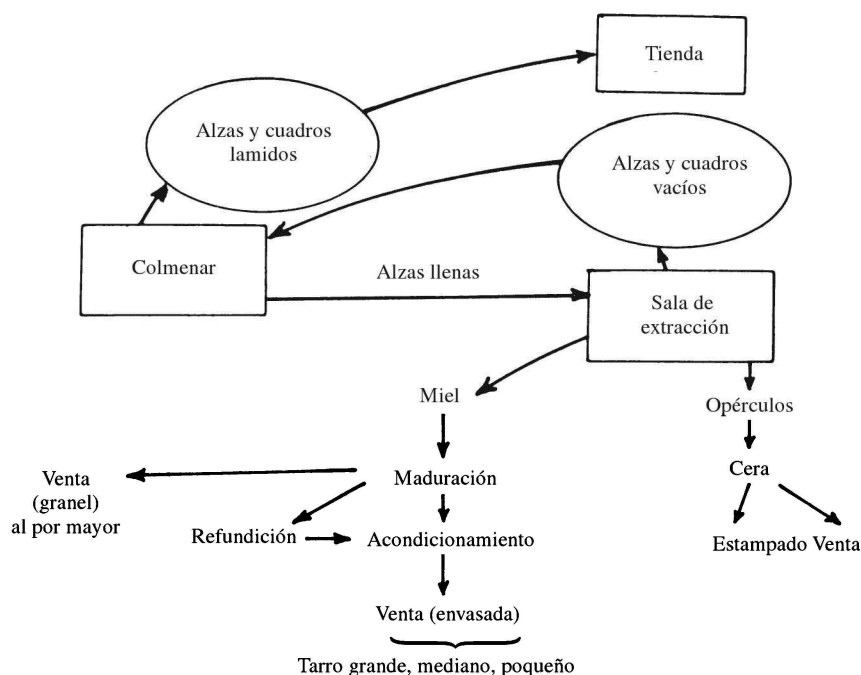 Tienda
Alzas y cuadros
lamidos
Alzas y cuadros
vacíos
Colmenar
Alzas llenas
Sala de
extracción
Miel
Opérculos
Venta
(granel)
al por mayor
Maduración
Cera
Refundición
Acondicionamiento
Estampado Venta
Venta (envasada)
Tarro grande, mediano, poqueño